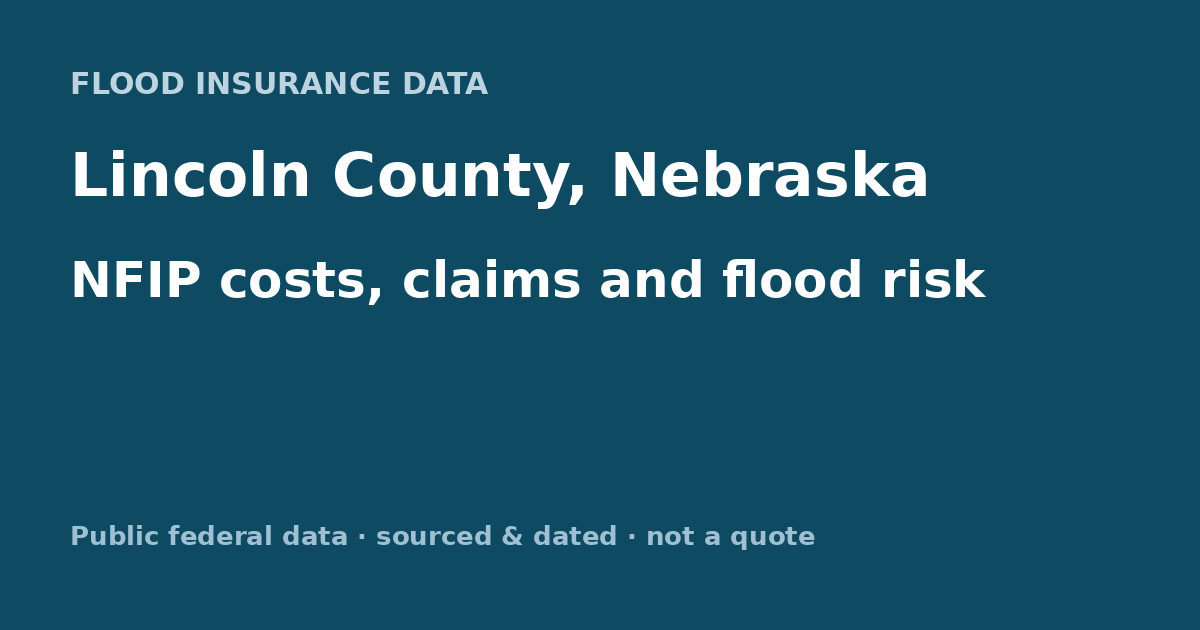 FLOOD INSURANCE DATA
Lincoln County, Nebraska
NFIP costs, claims and flood risk
Public federal data · sourced & dated · not a quote